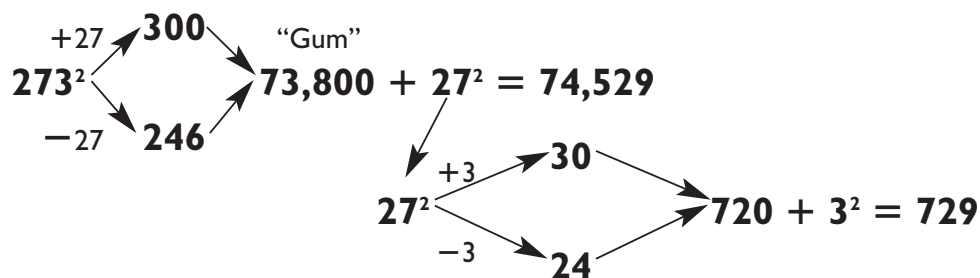 +27 300 “Gum”
273² 73,800 + 27² = 74,529
−27 246
+3 30
27² 720 + 3² = 729
−3 24